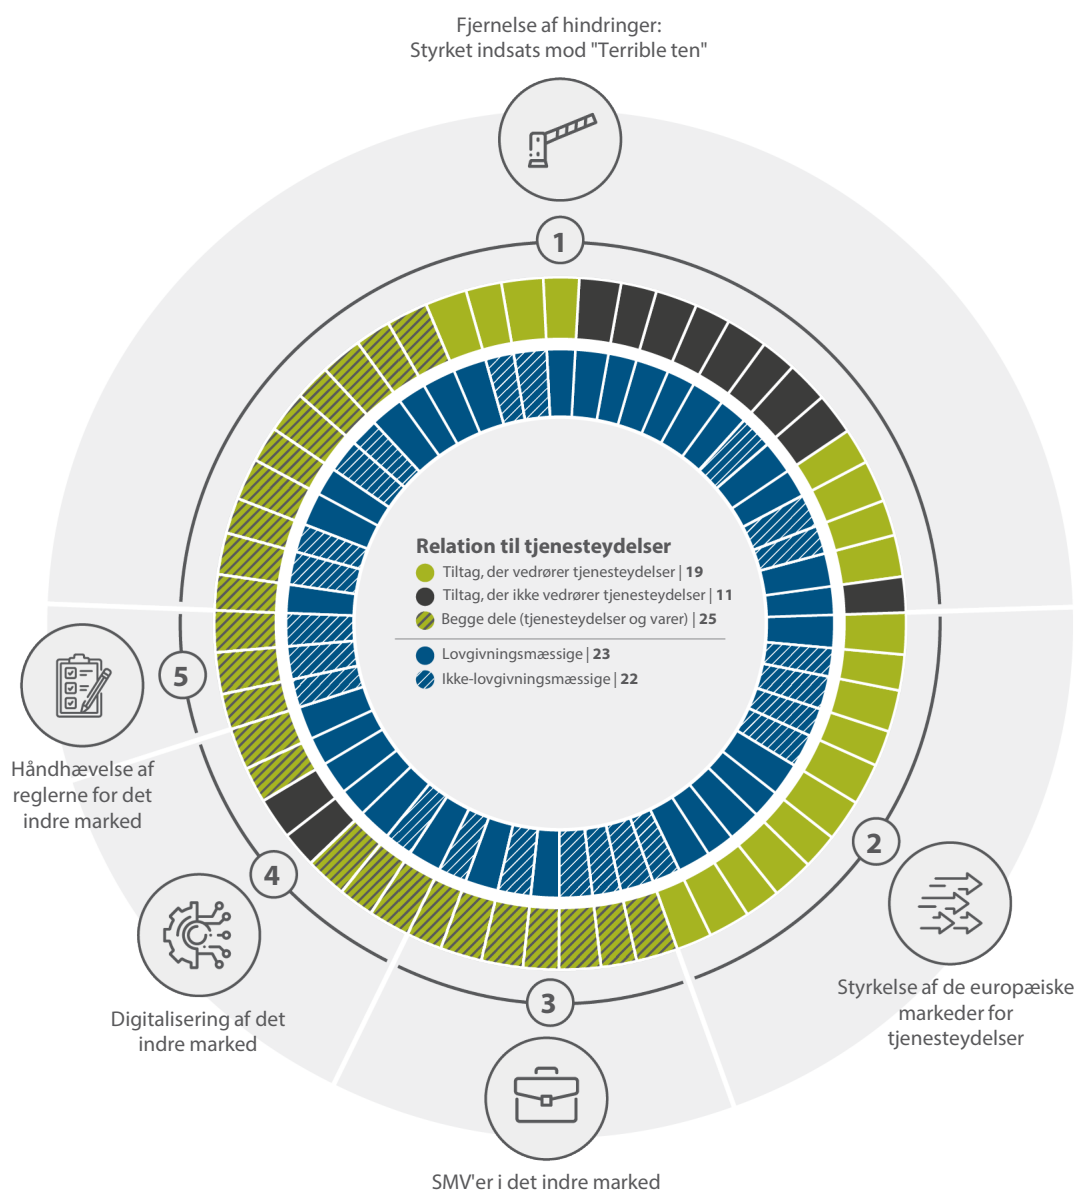 Fjernelse af hindringer:
Styrket indsats mod "Terrible ten"
1
Relation til tjenesteydelser
Tiltag, der vedrører tjenesteydelser | 19
Tiltag, der ikke vedrører tjenesteydelser | 11
Begge dele (tjenesteydelser og varer) | 25
Lovgivningsmæssige | 23
Ikke-lovgivningsmæssige | 22
5
Håndhævelse af
reglerne for det
indre marked
2
Styrkelse af de europæiske
markeder for
tjenesteydelser
4
Digitalisering af det
indre marked
3
SMV'er i det indre marked